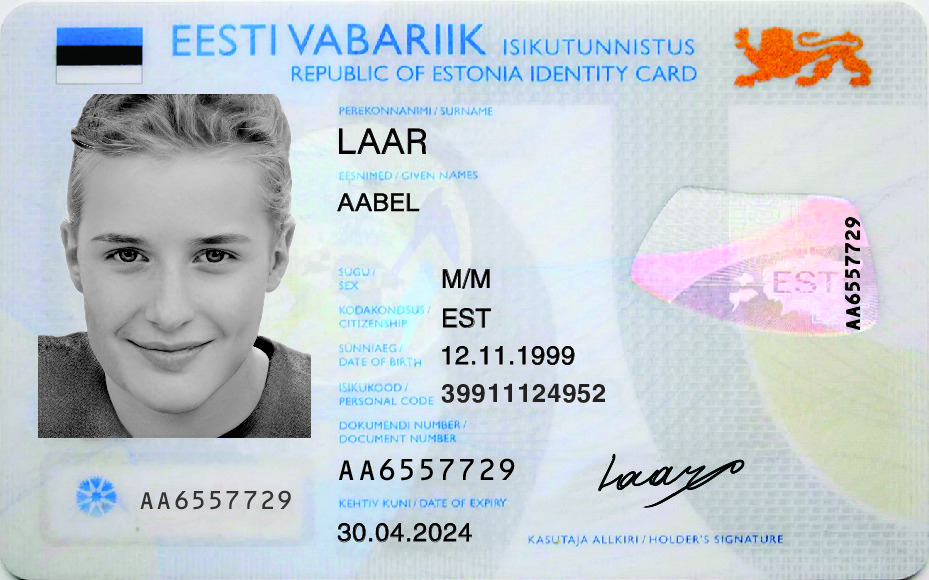 EESTI VABARIIK ISIKUTUNNISTUS
REPUBLIC OF ESTONIA IDENTITY CARD
PEREKONNANIMI / SURNAME
LAAR
EESNIMED / GIVEN NAMES
AABEL
SUGU /
SEX
M/M
KODAKONDSUS /
CITIZENSHIP
EST
SÜNNIAEG /
DATE OF BIRTH
12.11.1999
ISIKUKOOD /
PERSONAL CODE
39911124952
DOKUMENDI NUMBER /
DOCUMENT NUMBER
AA6557729
KEHTIV KUNI / DATE OF EXPIRY
30.04.2024
AA6557729
EST
AA6557729
Laar
KASUTAJA ALLKIRI / HOLDER'S SIGNATURE